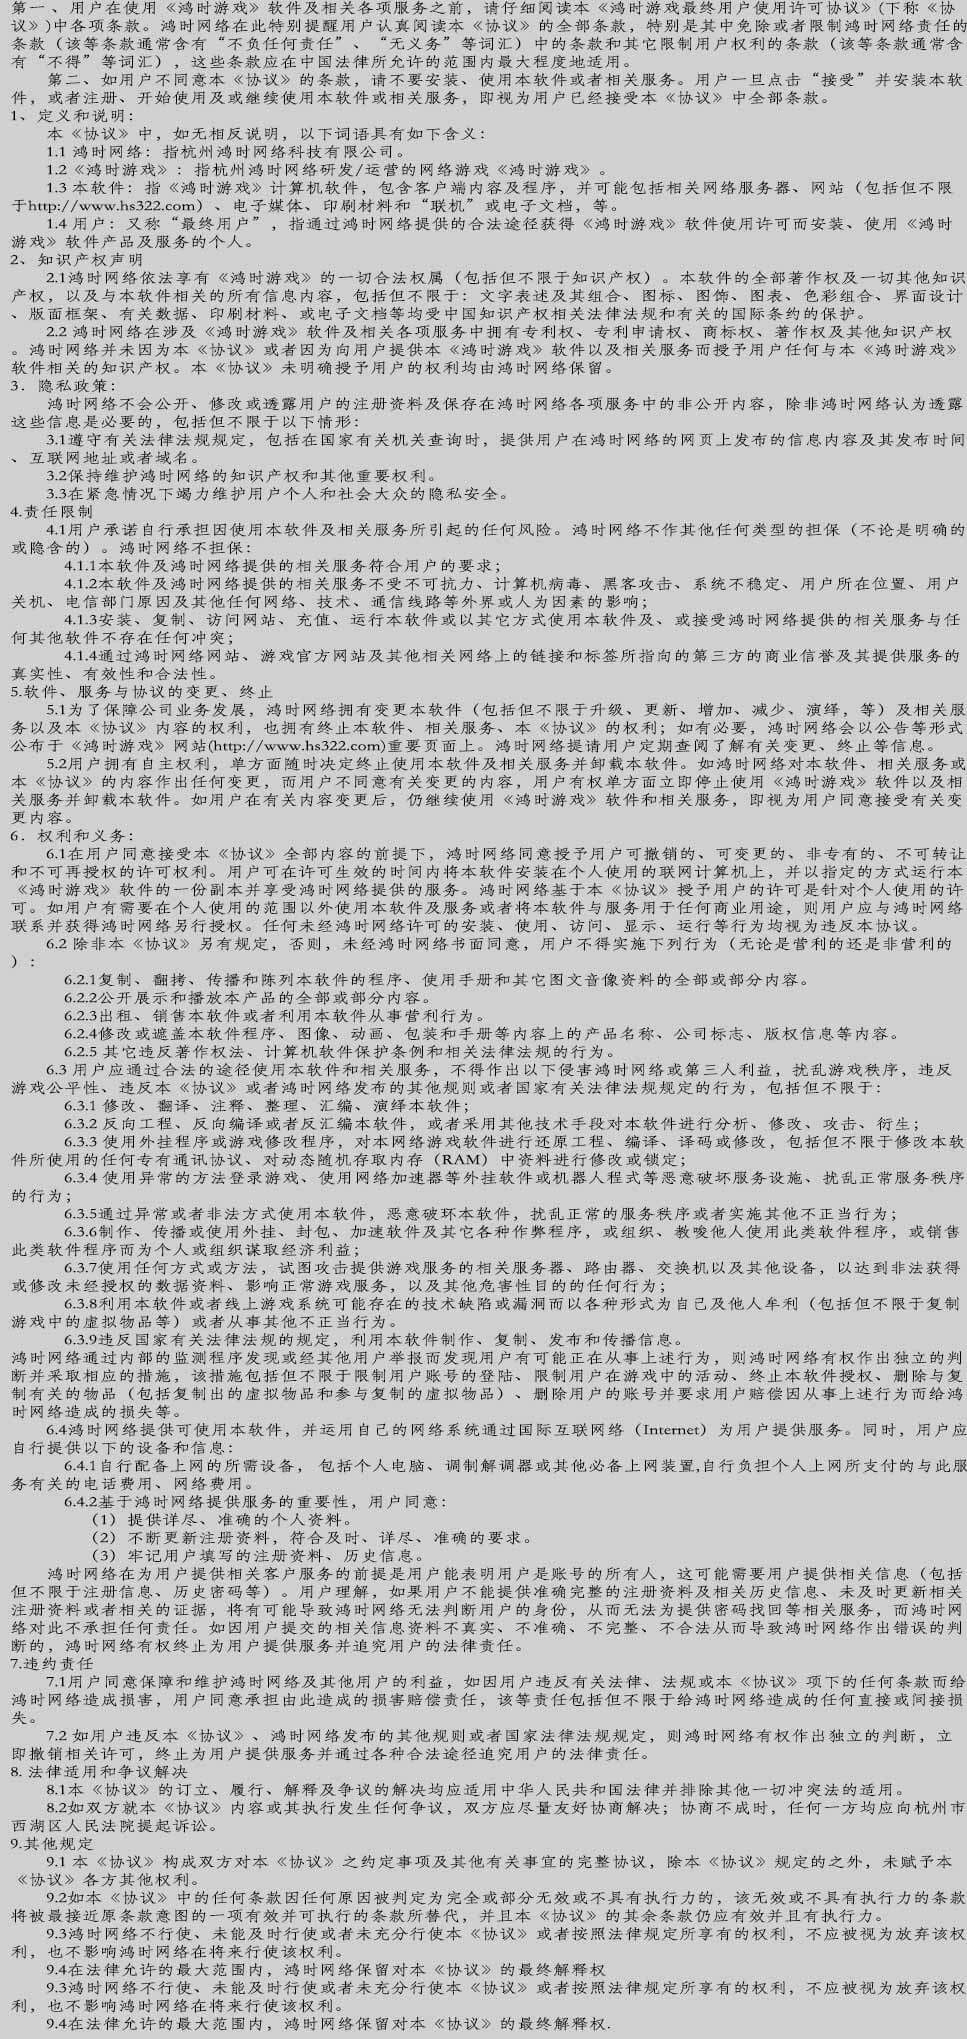 第一、用户在使用《鸿时游戏》软件及相关各项服务之前，请仔细阅读本《鸿时游戏最终用户使用许可协议》(下称《协
议》)中各项条款。鸿时网络在此特别提醒用户认真阅读本《协议》的全部条款，特别是其中免除或者限制鸿时网络责任的
条款（该等条款通常含有“不负任何责任”、“无义务”等词汇）中的条款和其它限制用户权利的条款（该等条款通常含
有“不得”等词汇），这些条款应在中国法律所允许的范围内最大程度地适用。
第二、如用户不同意本《协议》的条款，请不要安装、使用本软件或者相关服务。用户一旦点击“接受”并安装本软
件，或者注册、开始使用及或继续使用本软件或相关服务，即视为用户已经接受本《协议》中全部条款。
1、定义和说明：
本《协议》中，如无相反说明，以下词语具有如下含义：
1.1 鸿时网络：指杭州鸿时网络科技有限公司。
1.2《鸿时游戏》：指杭州鸿时网络研发/运营的网络游戏《鸿时游戏》。
1.3 本软件：指《鸿时游戏》计算机软件，包含客户端内容及程序，并可能包括相关网络服务器、网站（包括但不限
于http://www.hs322.com）、电子媒体、印刷材料和“联机”或电子文档，等。
1.4 用户：又称“最终用户”，指通过鸿时网络提供的合法途径获得《鸿时游戏》软件使用许可而安装、使用《鸿时
游戏》软件产品及服务的个人。
2、知识产权声明
2.1鸿时网络依法享有《鸿时游戏》的一切合法权属（包括但不限于知识产权）。本软件的全部著作权及一切其他知识
产权，以及与本软件相关的所有信息内容，包括但不限于：文字表述及其组合、图标、图饰、图表、色彩组合、界面设计
、版面框架、有关数据、印刷材料、或电子文档等均受中国知识产权相关法律法规和有关的国际条约的保护。
2.2 鸿时网络在涉及《鸿时游戏》软件及相关各项服务中拥有专利权、专利申请权、商标权、著作权及其他知识产权
。鸿时网络并未因为本《协议》或者因为向用户提供本《鸿时游戏》软件以及相关服务而授予用户任何与本《鸿时游戏》
软件相关的知识产权。本《协议》未明确授予用户的权利均由鸿时网络保留。
3．隐私政策：
鸿时网络不会公开、修改或透露用户的注册资料及保存在鸿时网络各项服务中的非公开内容，除非鸿时网络认为透露
这些信息是必要的，包括但不限于以下情形：
3.1遵守有关法律法规规定，包括在国家有关机关查询时，提供用户在鸿时网络的网页上发布的信息内容及其发布时间
、互联网地址或者域名。
3.2保持维护鸿时网络的知识产权和其他重要权利。
3.3在紧急情况下竭力维护用户个人和社会大众的隐私安全。
4.责任限制
4.1用户承诺自行承担因使用本软件及相关服务所引起的任何风险。鸿时网络不作其他任何类型的担保（不论是明确的
或隐含的）。鸿时网络不担保：
4.1.1本软件及鸿时网络提供的相关服务符合用户的要求；
4.1.2本软件及鸿时网络提供的相关服务不受不可抗力、计算机病毒、黑客攻击、系统不稳定、用户所在位置、用户
关机、电信部门原因及其他任何网络、技术、通信线路等外界或人为因素的影响；
4.1.3安装、复制、访问网站、充值、运行本软件或以其它方式使用本软件及、或接受鸿时网络提供的相关服务与任
何其他软件不存在任何冲突；
4.1.4通过鸿时网络网站、游戏官方网站及其他相关网络上的链接和标签所指向的第三方的商业信誉及其提供服务的
真实性、有效性和合法性。
5.软件、服务与协议的变更、终止
5.1为了保障公司业务发展，鸿时网络拥有变更本软件（包括但不限于升级、更新、增加、减少、演绎，等）及相关服
务以及本《协议》内容的权利，也拥有终止本软件、相关服务、本《协议》的权利；如有必要，鸿时网络会以公告等形式
公布于《鸿时游戏》网站(http://www.hs322.com)重要页面上。鸿时网络提请用户定期查阅了解有关变更、终止等信息。
5.2用户拥有自主权利，单方面随时决定终止使用本软件及相关服务并卸载本软件。如鸿时网络对本软件、相关服务或
本《协议》的内容作出任何变更，而用户不同意有关变更的内容，用户有权单方面立即停止使用《鸿时游戏》软件以及相
关服务并卸载本软件。如用户在有关内容变更后，仍继续使用《鸿时游戏》软件和相关服务，即视为用户同意接受有关变
更内容。
6．权利和义务：
6.1在用户同意接受本《协议》全部内容的前提下，鸿时网络同意授予用户可撤销的、可变更的、非专有的、不可转让
和不可再授权的许可权利。用户可在许可生效的时间内将本软件安装在个人使用的联网计算机上，并以指定的方式运行本
《鸿时游戏》软件的一份副本并享受鸿时网络提供的服务。鸿时网络基于本《协议》授予用户的许可是针对个人使用的许
可。如用户有需要在个人使用的范围以外使用本软件及服务或者将本软件与服务用于任何商业用途，则用户应与鸿时网络
联系并获得鸿时网络另行授权。任何未经鸿时网络许可的安装、使用、访问、显示、运行等行为均视为违反本协议。
6.2 除非本《协议》另有规定，否则，未经鸿时网络书面同意，用户不得实施下列行为（无论是营利的还是非营利的
）：
6.2.1复制、翻拷、传播和陈列本软件的程序、使用手册和其它图文音像资料的全部或部分内容。
6.2.2公开展示和播放本产品的全部或部分内容。
6.2.3出租、销售本软件或者利用本软件从事营利行为。
6.2.4修改或遮盖本软件程序、图像、动画、包装和手册等内容上的产品名称、公司标志、版权信息等内容。
6.2.5 其它违反著作权法、计算机软件保护条例和相关法律法规的行为。
6.3 用户应通过合法的途径使用本软件和相关服务，不得作出以下侵害鸿时网络或第三人利益，扰乱游戏秩序，违反
游戏公平性、违反本《协议》或者鸿时网络发布的其他规则或者国家有关法律法规规定的行为，包括但不限于：
6.3.1 修改、翻译、注释、整理、汇编、演绎本软件；
6.3.2 反向工程、反向编译或者反汇编本软件，或者采用其他技术手段对本软件进行分析、修改、攻击、衍生；
6.3.3 使用外挂程序或游戏修改程序，对本网络游戏软件进行还原工程、编译、译码或修改，包括但不限于修改本软
件所使用的任何专有通讯协议、对动态随机存取内存（RAM）中资料进行修改或锁定；
6.3.4 使用异常的方法登录游戏、使用网络加速器等外挂软件或机器人程式等恶意破坏服务设施、扰乱正常服务秩序
的行为；
6.3.5通过异常或者非法方式使用本软件，恶意破环本软件，扰乱正常的服务秩序或者实施其他不正当行为；
6.3.6制作、传播或使用外挂、封包、加速软件及其它各种作弊程序，或组织、教唆他人使用此类软件程序，或销售
此类软件程序而为个人或组织谋取经济利益；
6.3.7使用任何方式或方法，试图攻击提供游戏服务的相关服务器、路由器、交换机以及其他设备，以达到非法获得
或修改未经授权的数据资料、影响正常游戏服务，以及其他危害性目的的任何行为；
6.3.8利用本软件或者线上游戏系统可能存在的技术缺陷或漏洞而以各种形式为自己及他人牟利（包括但不限于复制
游戏中的虚拟物品等）或者从事其他不正当行为。
6.3.9违反国家有关法律法规的规定，利用本软件制作、复制、发布和传播信息。
鸿时网络通过内部的监测程序发现或经其他用户举报而发现用户有可能正在从事上述行为，则鸿时网络有权作出独立的判
断并采取相应的措施，该措施包括但不限于限制用户账号的登陆、限制用户在游戏中的活动、终止本软件授权、删除与复
制有关的物品（包括复制出的虚拟物品和参与复制的虚拟物品）、删除用户的账号并要求用户赔偿因从事上述行为而给鸿
时网络造成的损失等。
6.4鸿时网络提供可使用本软件，并运用自己的网络系统通过国际互联网络（Internet）为用户提供服务。同时，用户应
自行提供以下的设备和信息：
6.4.1自行配备上网的所需设备， 包括个人电脑、调制解调器或其他必备上网装置,自行负担个人上网所支付的与此服
务有关的电话费用、网络费用。
6.4.2基于鸿时网络提供服务的重要性，用户同意：
（1）提供详尽、准确的个人资料。
（2）不断更新注册资料，符合及时、详尽、准确的要求。
（3）牢记用户填写的注册资料、历史信息。
鸿时网络在为用户提供相关客户服务的前提是用户能表明用户是账号的所有人，这可能需要用户提供相关信息（包括
但不限于注册信息、历史密码等）。用户理解，如果用户不能提供准确完整的注册资料及相关历史信息、未及时更新相关
注册资料或者相关的证据，将有可能导致鸿时网络无法判断用户的身份，从而无法为提供密码找回等相关服务，而鸿时网
络对此不承担任何责任。如因用户提交的相关信息资料不真实、不准确、不完整、不合法从而导致鸿时网络作出错误的判
断的，鸿时网络有权终止为用户提供服务并追究用户的法律责任。
7.违约责任
7.1用户同意保障和维护鸿时网络及其他用户的利益，如因用户违反有关法律、法规或本《协议》项下的任何条款而给
鸿时网络造成损害，用户同意承担由此造成的损害赔偿责任，该等责任包括但不限于给鸿时网络造成的任何直接或间接损
失。
7.2 如用户违反本《协议》、鸿时网络发布的其他规则或者国家法律法规规定，则鸿时网络有权作出独立的判断，立
即撤销相关许可，终止为用户提供服务并通过各种合法途径追究用户的法律责任。
8. 法律适用和争议解决
8.1本《协议》的订立、履行、解释及争议的解决均应适用中华人民共和国法律并排除其他一切冲突法的适用。
8.2如双方就本《协议》内容或其执行发生任何争议，双方应尽量友好协商解决；协商不成时，任何一方均应向杭州市
西湖区人民法院提起诉讼。
9.其他规定
9.1 本《协议》构成双方对本《协议》之约定事项及其他有关事宜的完整协议，除本《协议》规定的之外，未赋予本
《协议》各方其他权利。
9.2如本《协议》中的任何条款因任何原因被判定为完全或部分无效或不具有执行力的，该无效或不具有执行力的条款
将被最接近原条款意图的一项有效并可执行的条款所替代，并且本《协议》的其余条款仍应有效并且有执行力。
9.3鸿时网络不行使、未能及时行使或者未充分行使本《协议》或者按照法律规定所享有的权利，不应被视为放弃该权
利，也不影响鸿时网络在将来行使该权利。
9.4在法律允许的最大范围内，鸿时网络保留对本《协议》的最终解释权
9.3鸿时网络不行使、未能及时行使或者未充分行使本《协议》或者按照法律规定所享有的权利，不应被视为放弃该权
利，也不影响鸿时网络在将来行使该权利。
9.4在法律允许的最大范围内，鸿时网络保留对本《协议》的最终解释权.